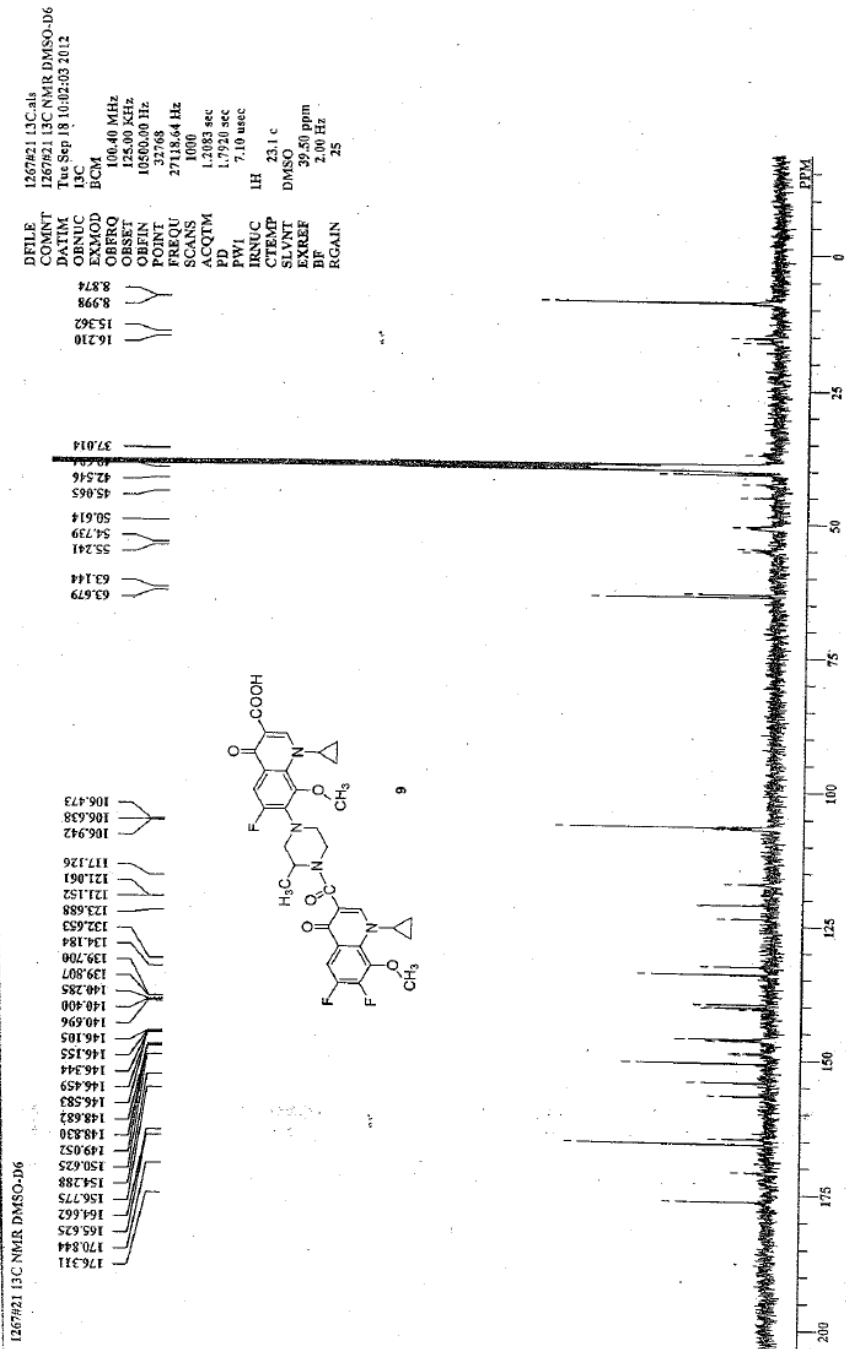 1267#21 13C NMR DMSO-D6
DFILE 1267#21 13C.als
COMNT 1267#21 13C NMR DMSO-D6
DATIM Tue Sep 18 10:02:03 2012
OBNUC 13C
EXMOD BCM
OBFRQ 100.40 MHz
OBSET 125.00 KHz
OBFIN 10500.00 Hz
POINT 32768
FREQU 27118.64 Hz
SCANS 1000
ACQTM 1.2083 sec
PD 1.7920 sec
PW1 7.10 usec
IRNUC 1H
CTEMP 23.1 c
SLVNT DMSO
EXREF 39.50 ppm
BF 2.00 Hz
RGAIN 25
176.311
170.844
165.625
164.662
156.775
154.288
150.625
149.052
148.830
148.682
146.583
146.459
146.344
146.155
146.105
140.696
140.400
140.285
139.807
139.700
134.184
132.653
123.688
121.152
121.061
117.126
106.942
106.638
106.473
63.679
63.144
55.241
54.739
50.614
45.065
42.546
37.014
16.210
15.362
8.998
8.874
O
COOH
F
N
O
CH3
N
H3C
N
O
O
F
F
N
O
CH3
9
PPM
200
175
150
125
100
75
50
25
0